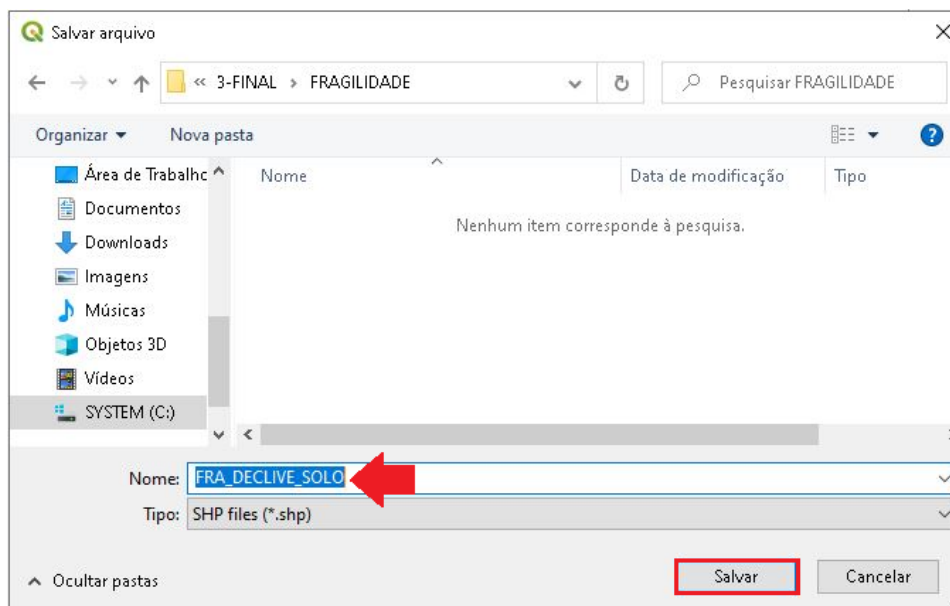 Salvar arquivo
« 3-FINAL > FRAGILIDADE
Pesquisar FRAGILIDADE
Organizar
Nova pasta
?
Nome
Data de modificação
Tipo
Nenhum item corresponde à pesquisa.
Área de Trabalho
Documentos
Downloads
Imagens
Músicas
Objetos 3D
Vídeos
SYSTEM (C:)
Nome: FRA_DECLIVE_SOLO
Tipo: SHP files (*.shp)
Ocultar pastas
Salvar
Cancelar